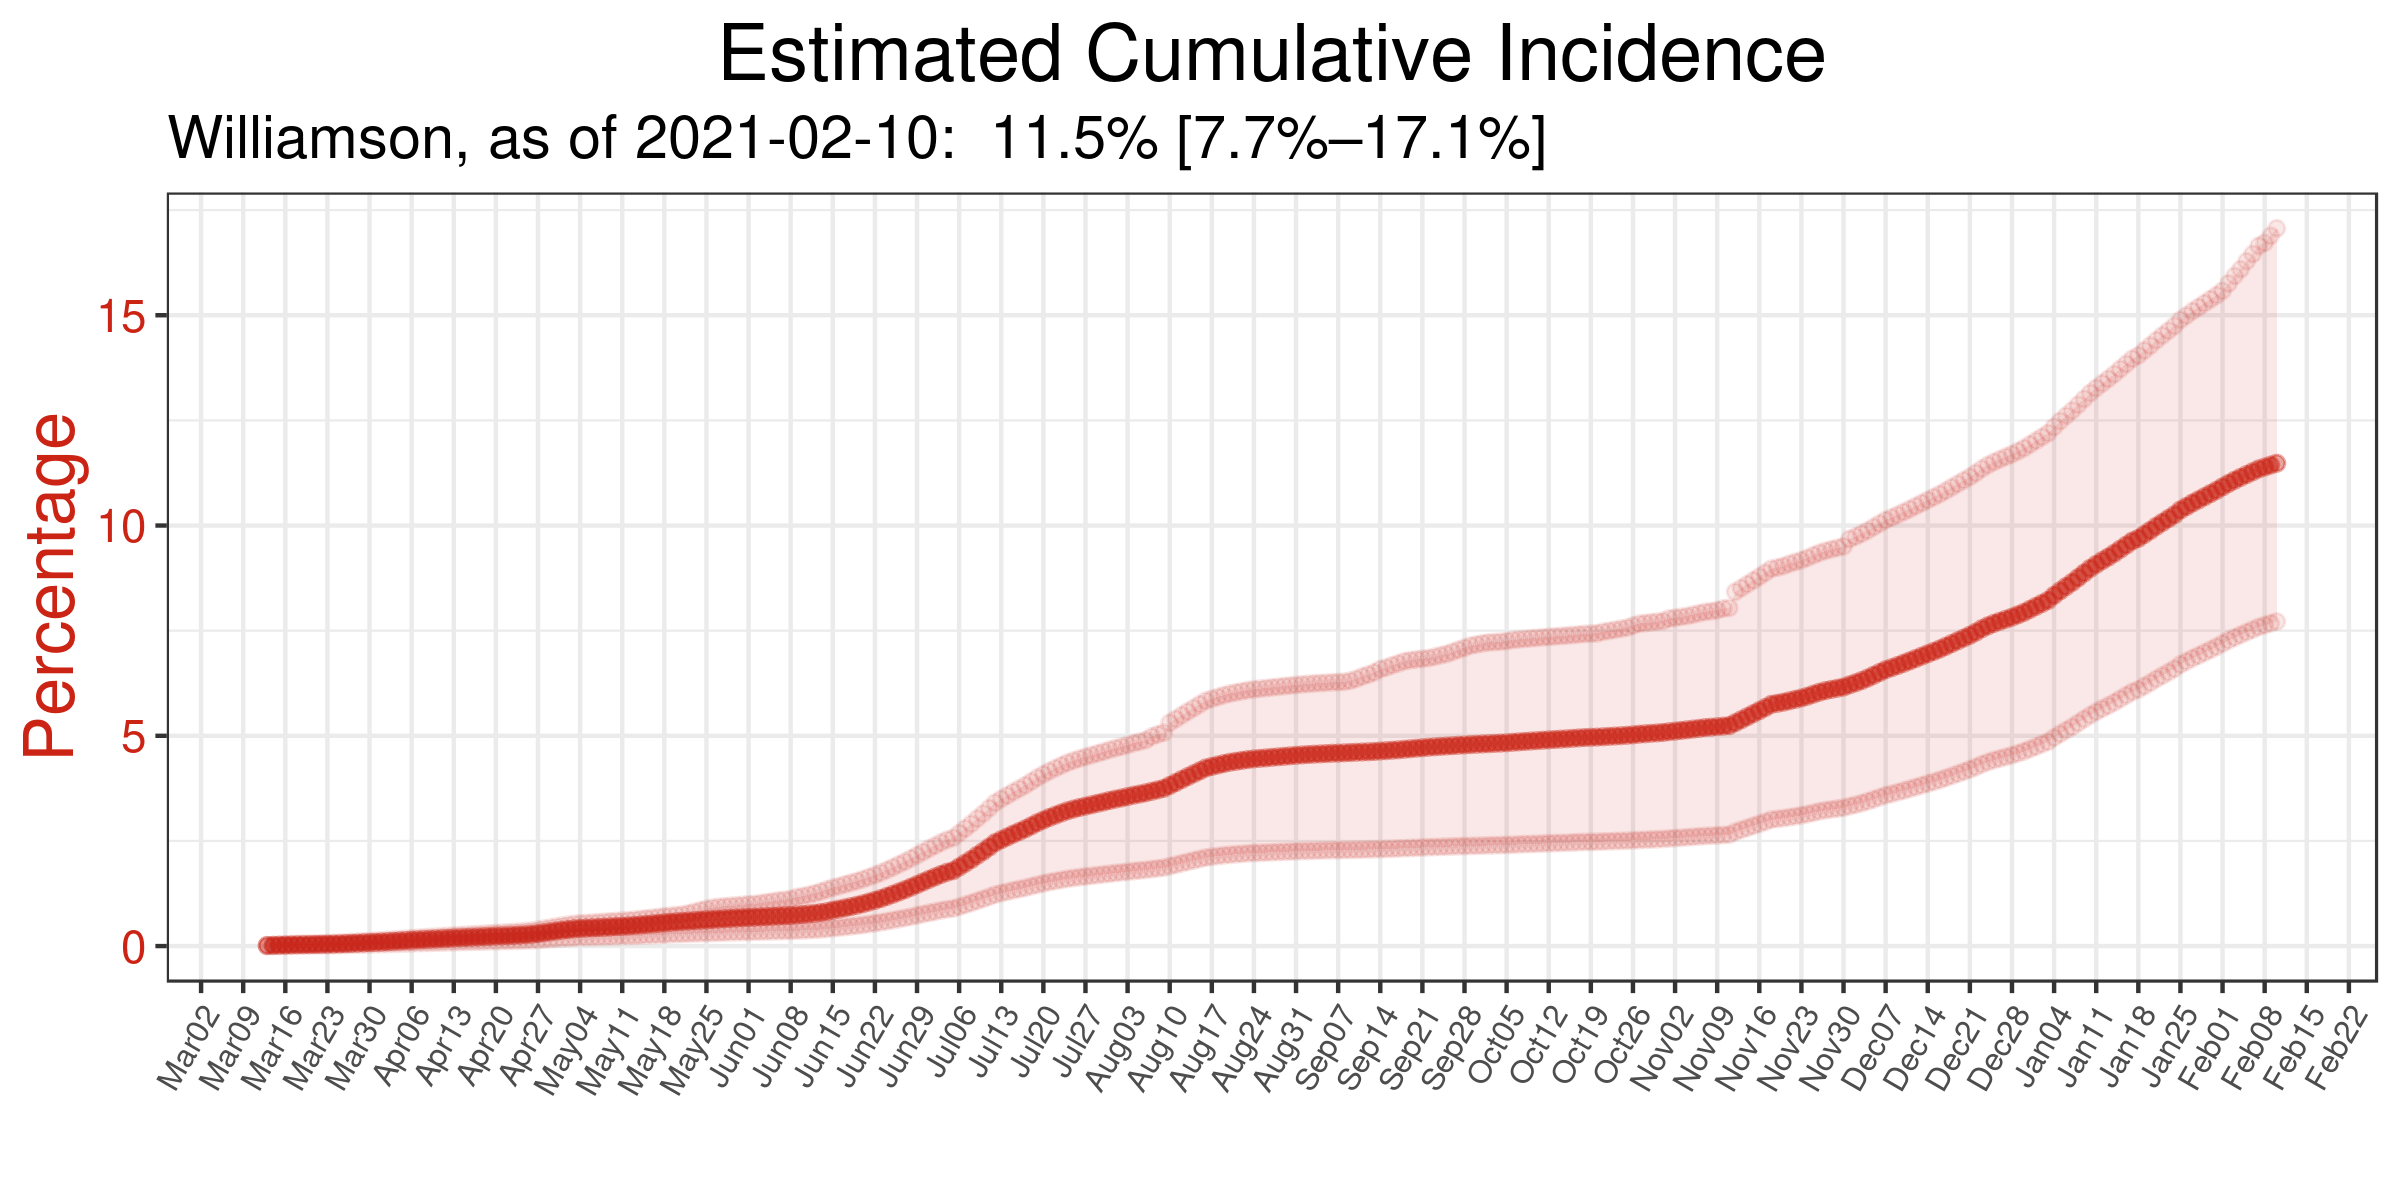 Estimated Cumulative Incidence
Williamson, as of 2021-02-10:  11.5% [7.7%–17.1%]
Percentage
15
10
5
0
Mar02 Mar09 Mar16 Mar23 Mar30 Apr06 Apr13 Apr20 Apr27 May04 May11 May18 May25 Jun01 Jun08 Jun15 Jun22 Jun29 Jul06 Jul13 Jul20 Jul27 Aug03 Aug10 Aug17 Aug24 Aug31 Sep07 Sep14 Sep21 Sep28 Oct05 Oct12 Oct19 Oct26 Nov02 Nov09 Nov16 Nov23 Nov30 Dec07 Dec14 Dec21 Dec28 Jan04 Jan11 Jan18 Jan25 Feb01 Feb08 Feb15 Feb22